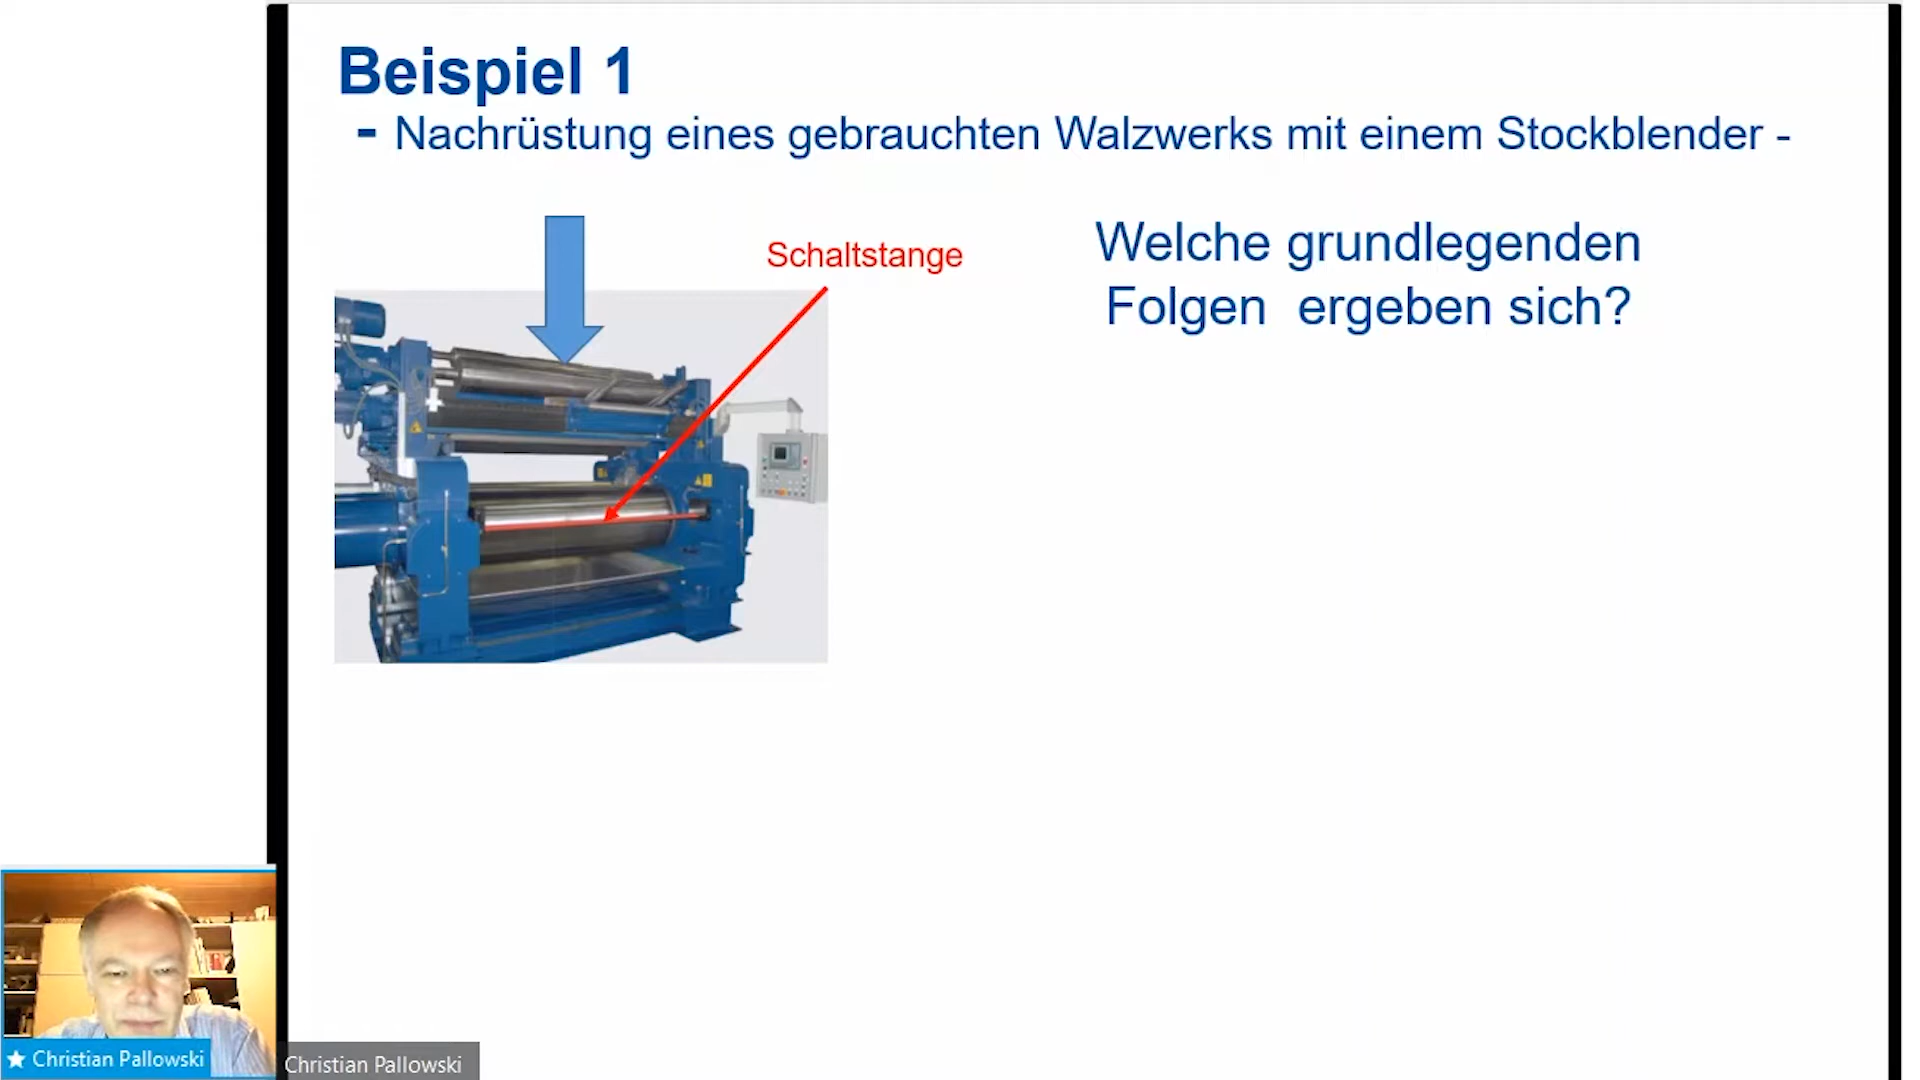 Beispiel 1
- Nachrüstung eines gebrauchten Walzwerks mit einem Stockblender -
Schaltstange
Welche grundlegenden
Folgen ergeben sich?
Christian Pallowski
Christian Pallowski